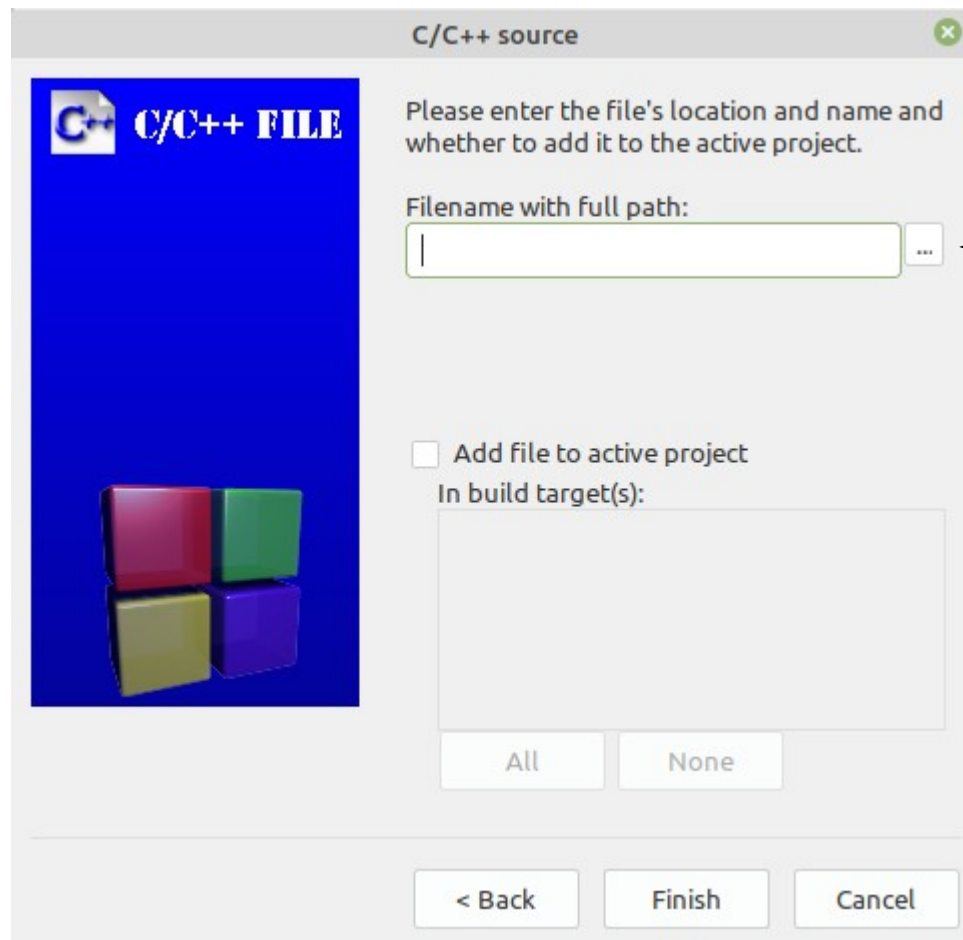 C/C++ source
C++ C/C++ FILE
Please enter the file's location and name and
whether to add it to the active project.
Filename with full path:
...
Add file to active project
In build target(s):
All
None
< Back
Finish
Cancel